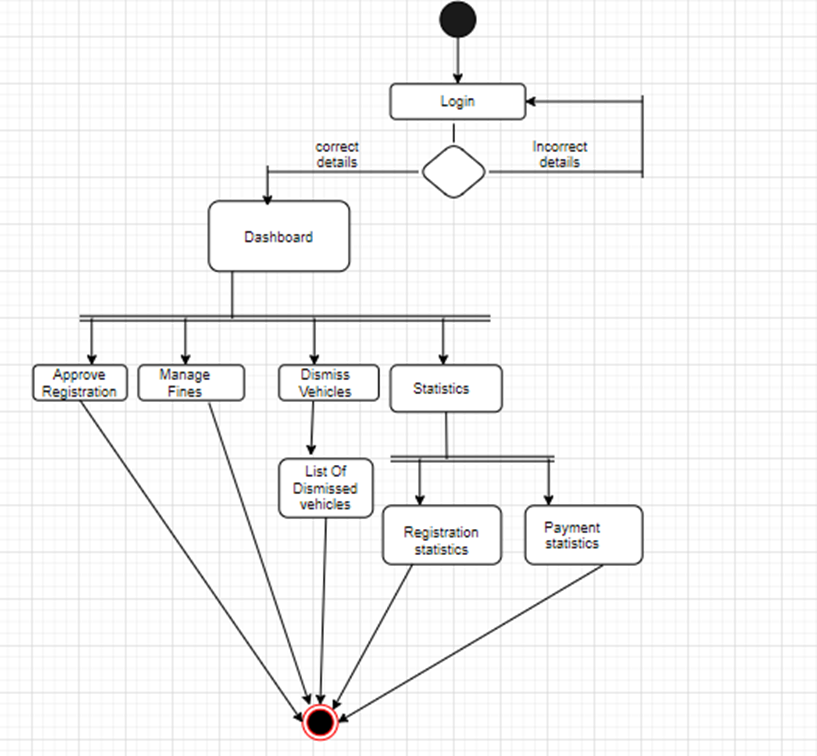 Login
correct
details
Incorrect
details
Dashboard
Approve
Registration
Manage
Fines
Dismiss
Vehicles
Statistics
List Of
Dismissed
vehicles
Registration
statistics
Payment
statistics